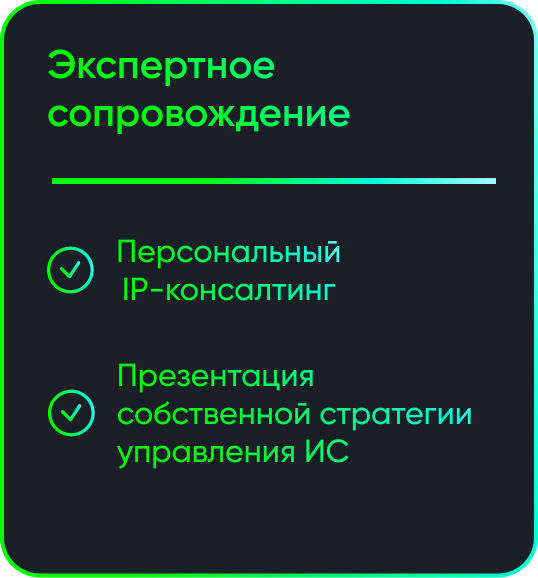 Экспертное
сопровождение
Персональный
IP-консалтинг
Презентация
собственной стратегии
управления ИС